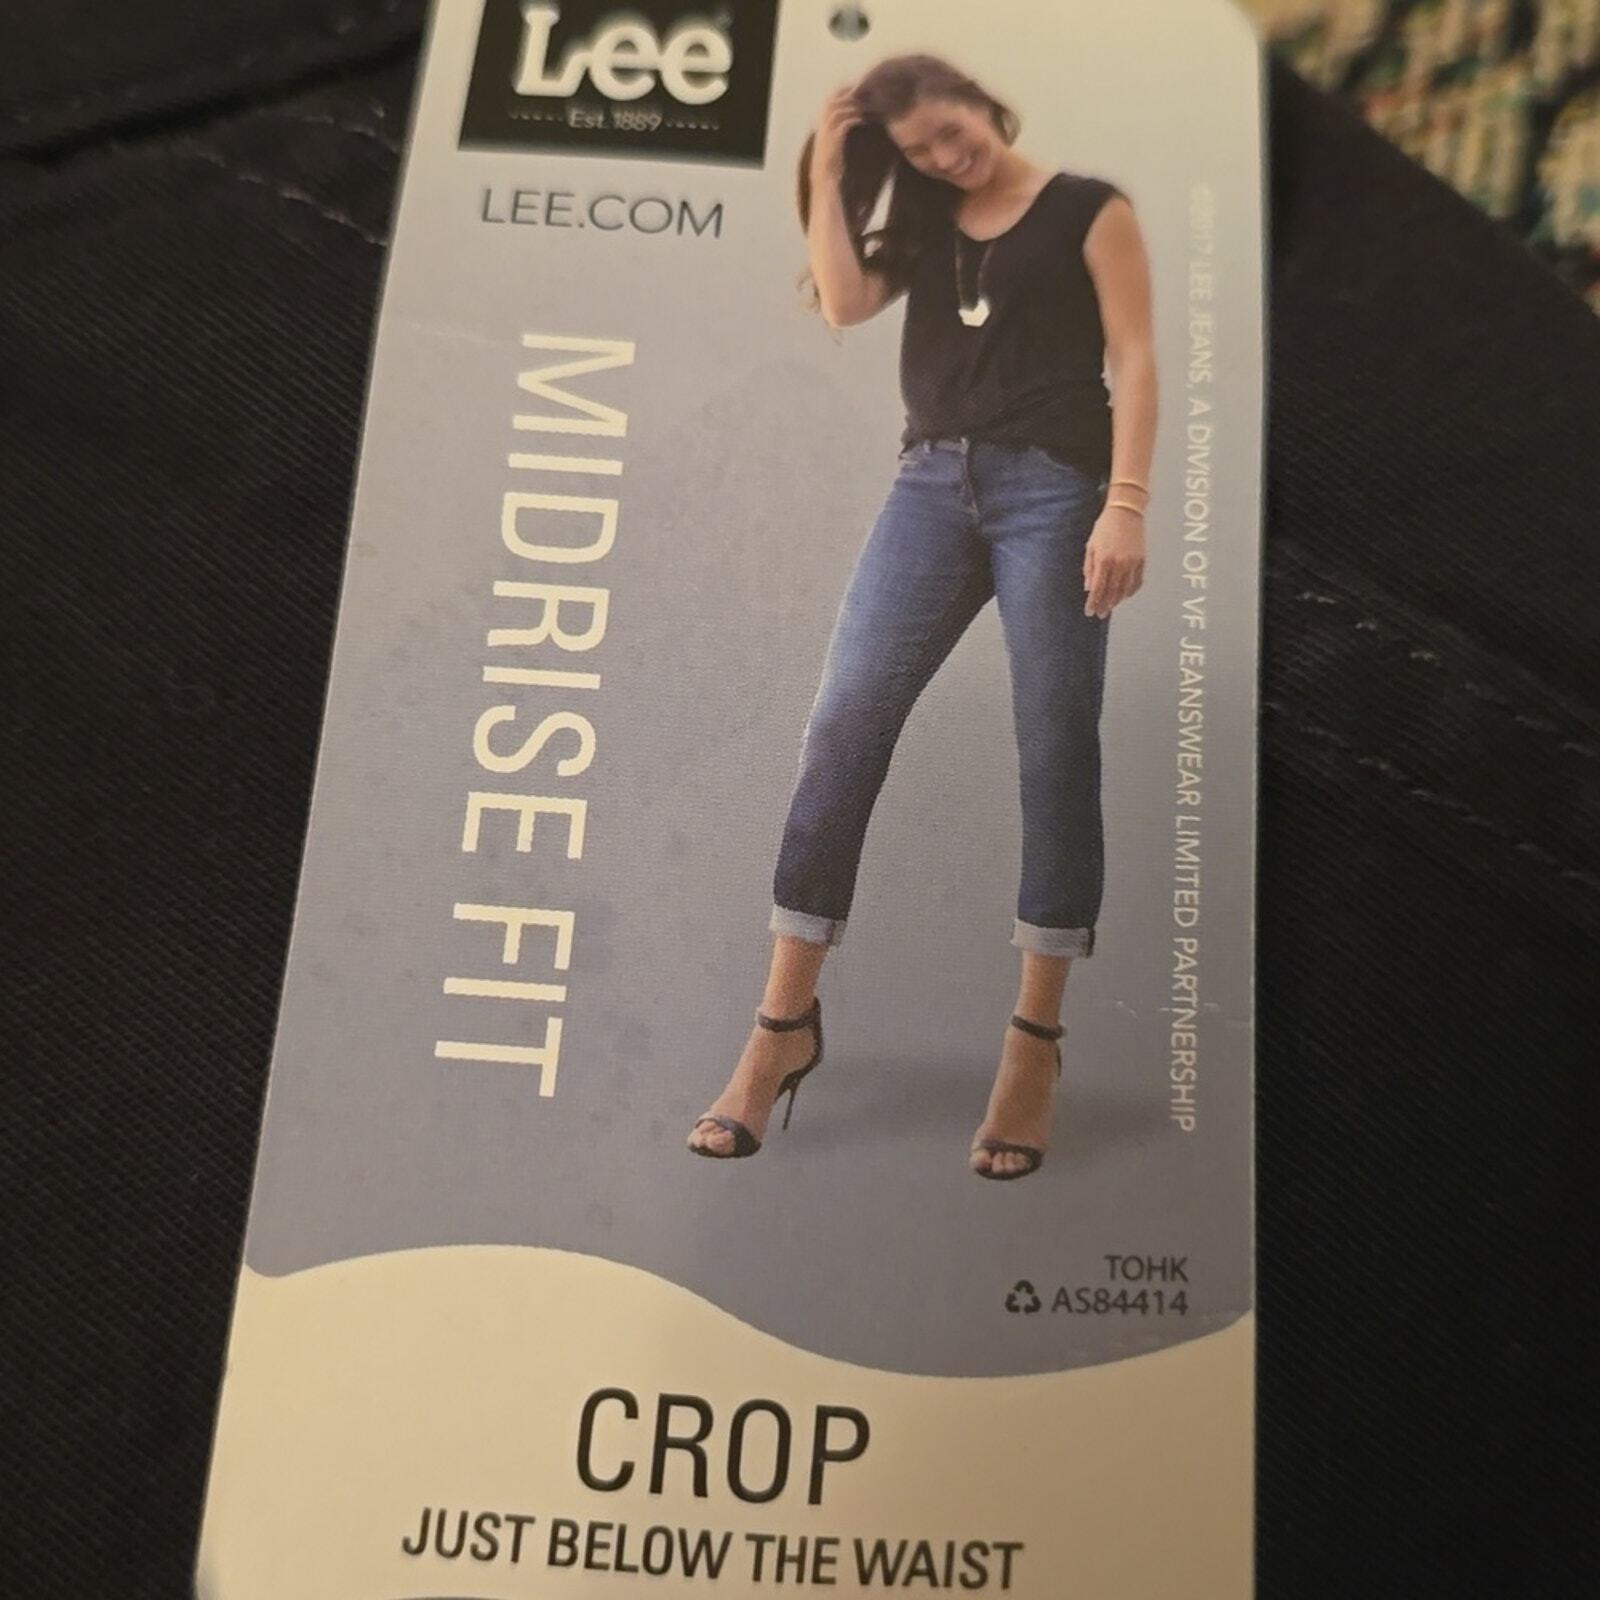 Lee
Est. 1889
LEE.COM
MIDRISE FIT
©2017 LEE JEANS, A DIVISION OF VF JEANSWEAR LIMITED PARTNERSHIP
TOHK
AS84414
CROP
JUST BELOW THE WAIST